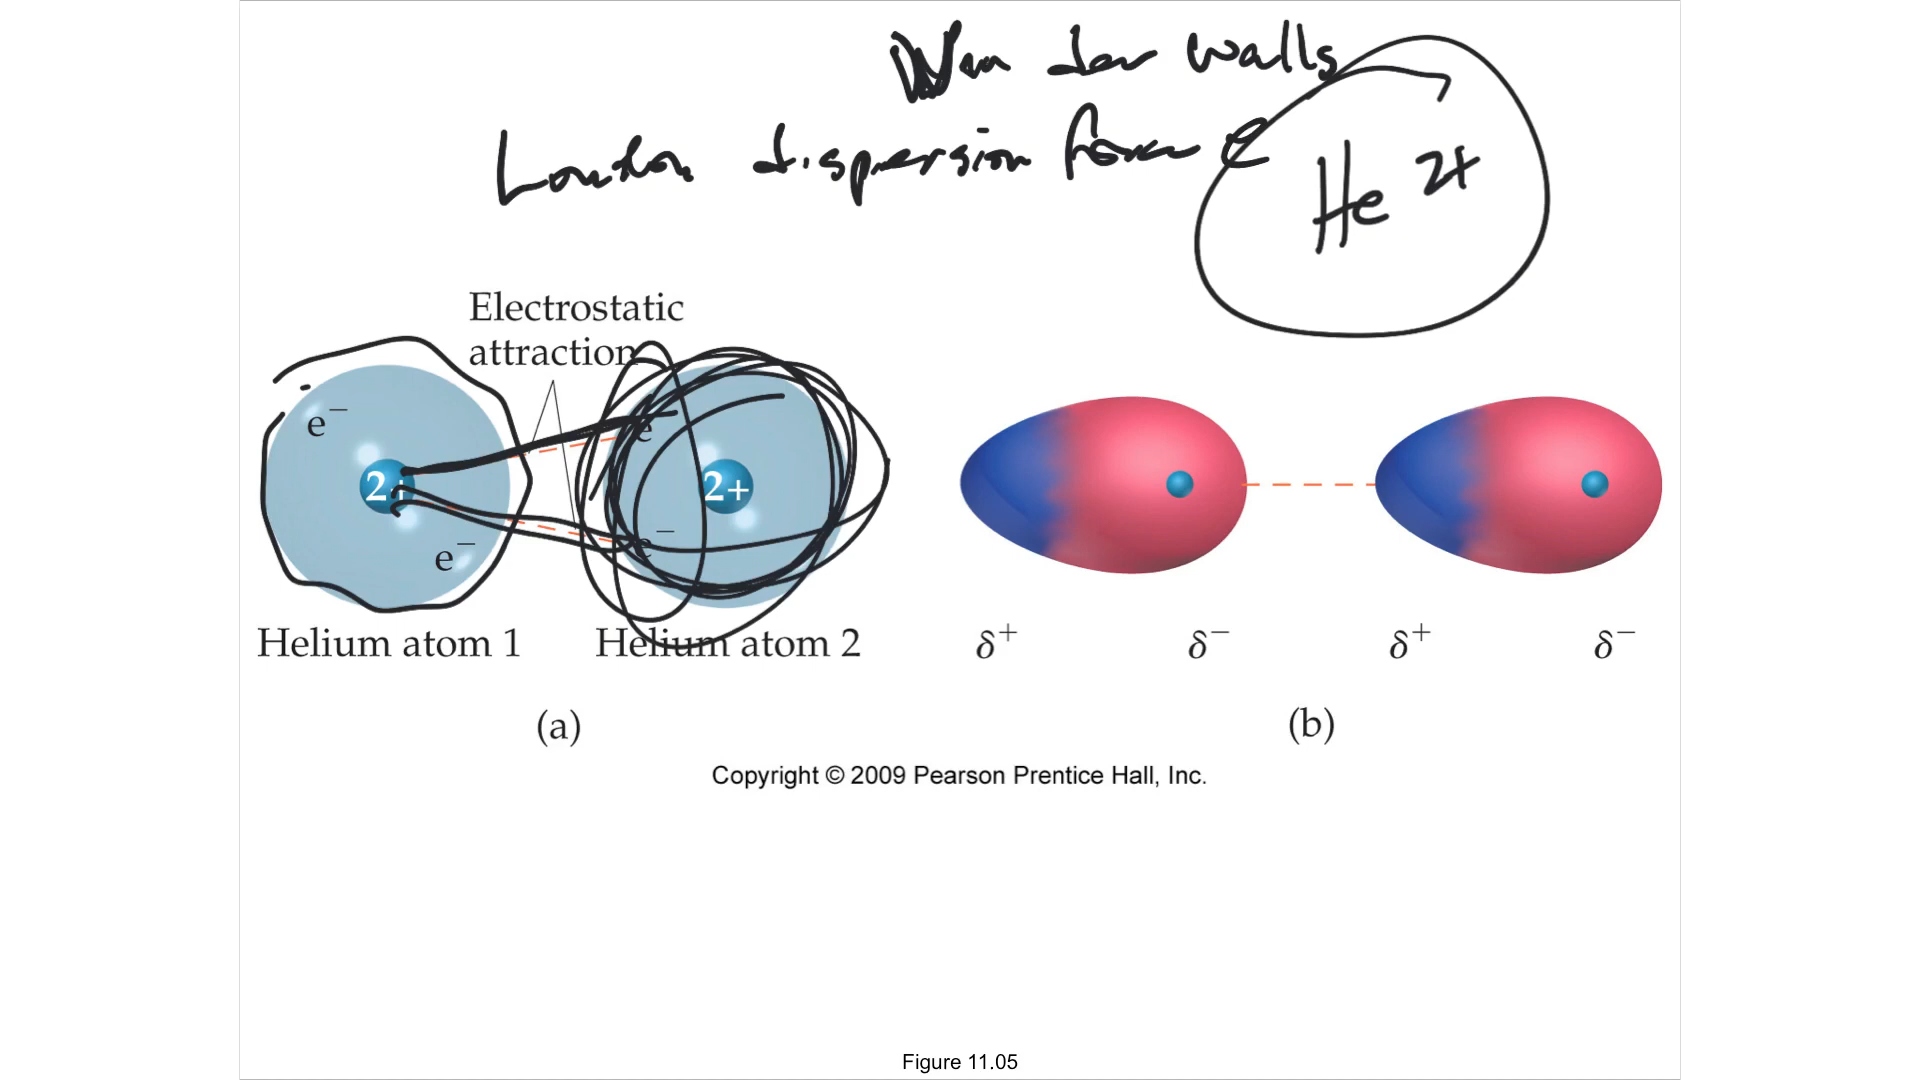 Van der walls
London dispersion force
He 2+
Electrostatic
attraction
e−
e−
2+
2+
e−
e−
Helium atom 1
Helium atom 2
δ+
δ−
δ+
δ−
(a)
(b)
Copyright © 2009 Pearson Prentice Hall, Inc.
Figure 11.05